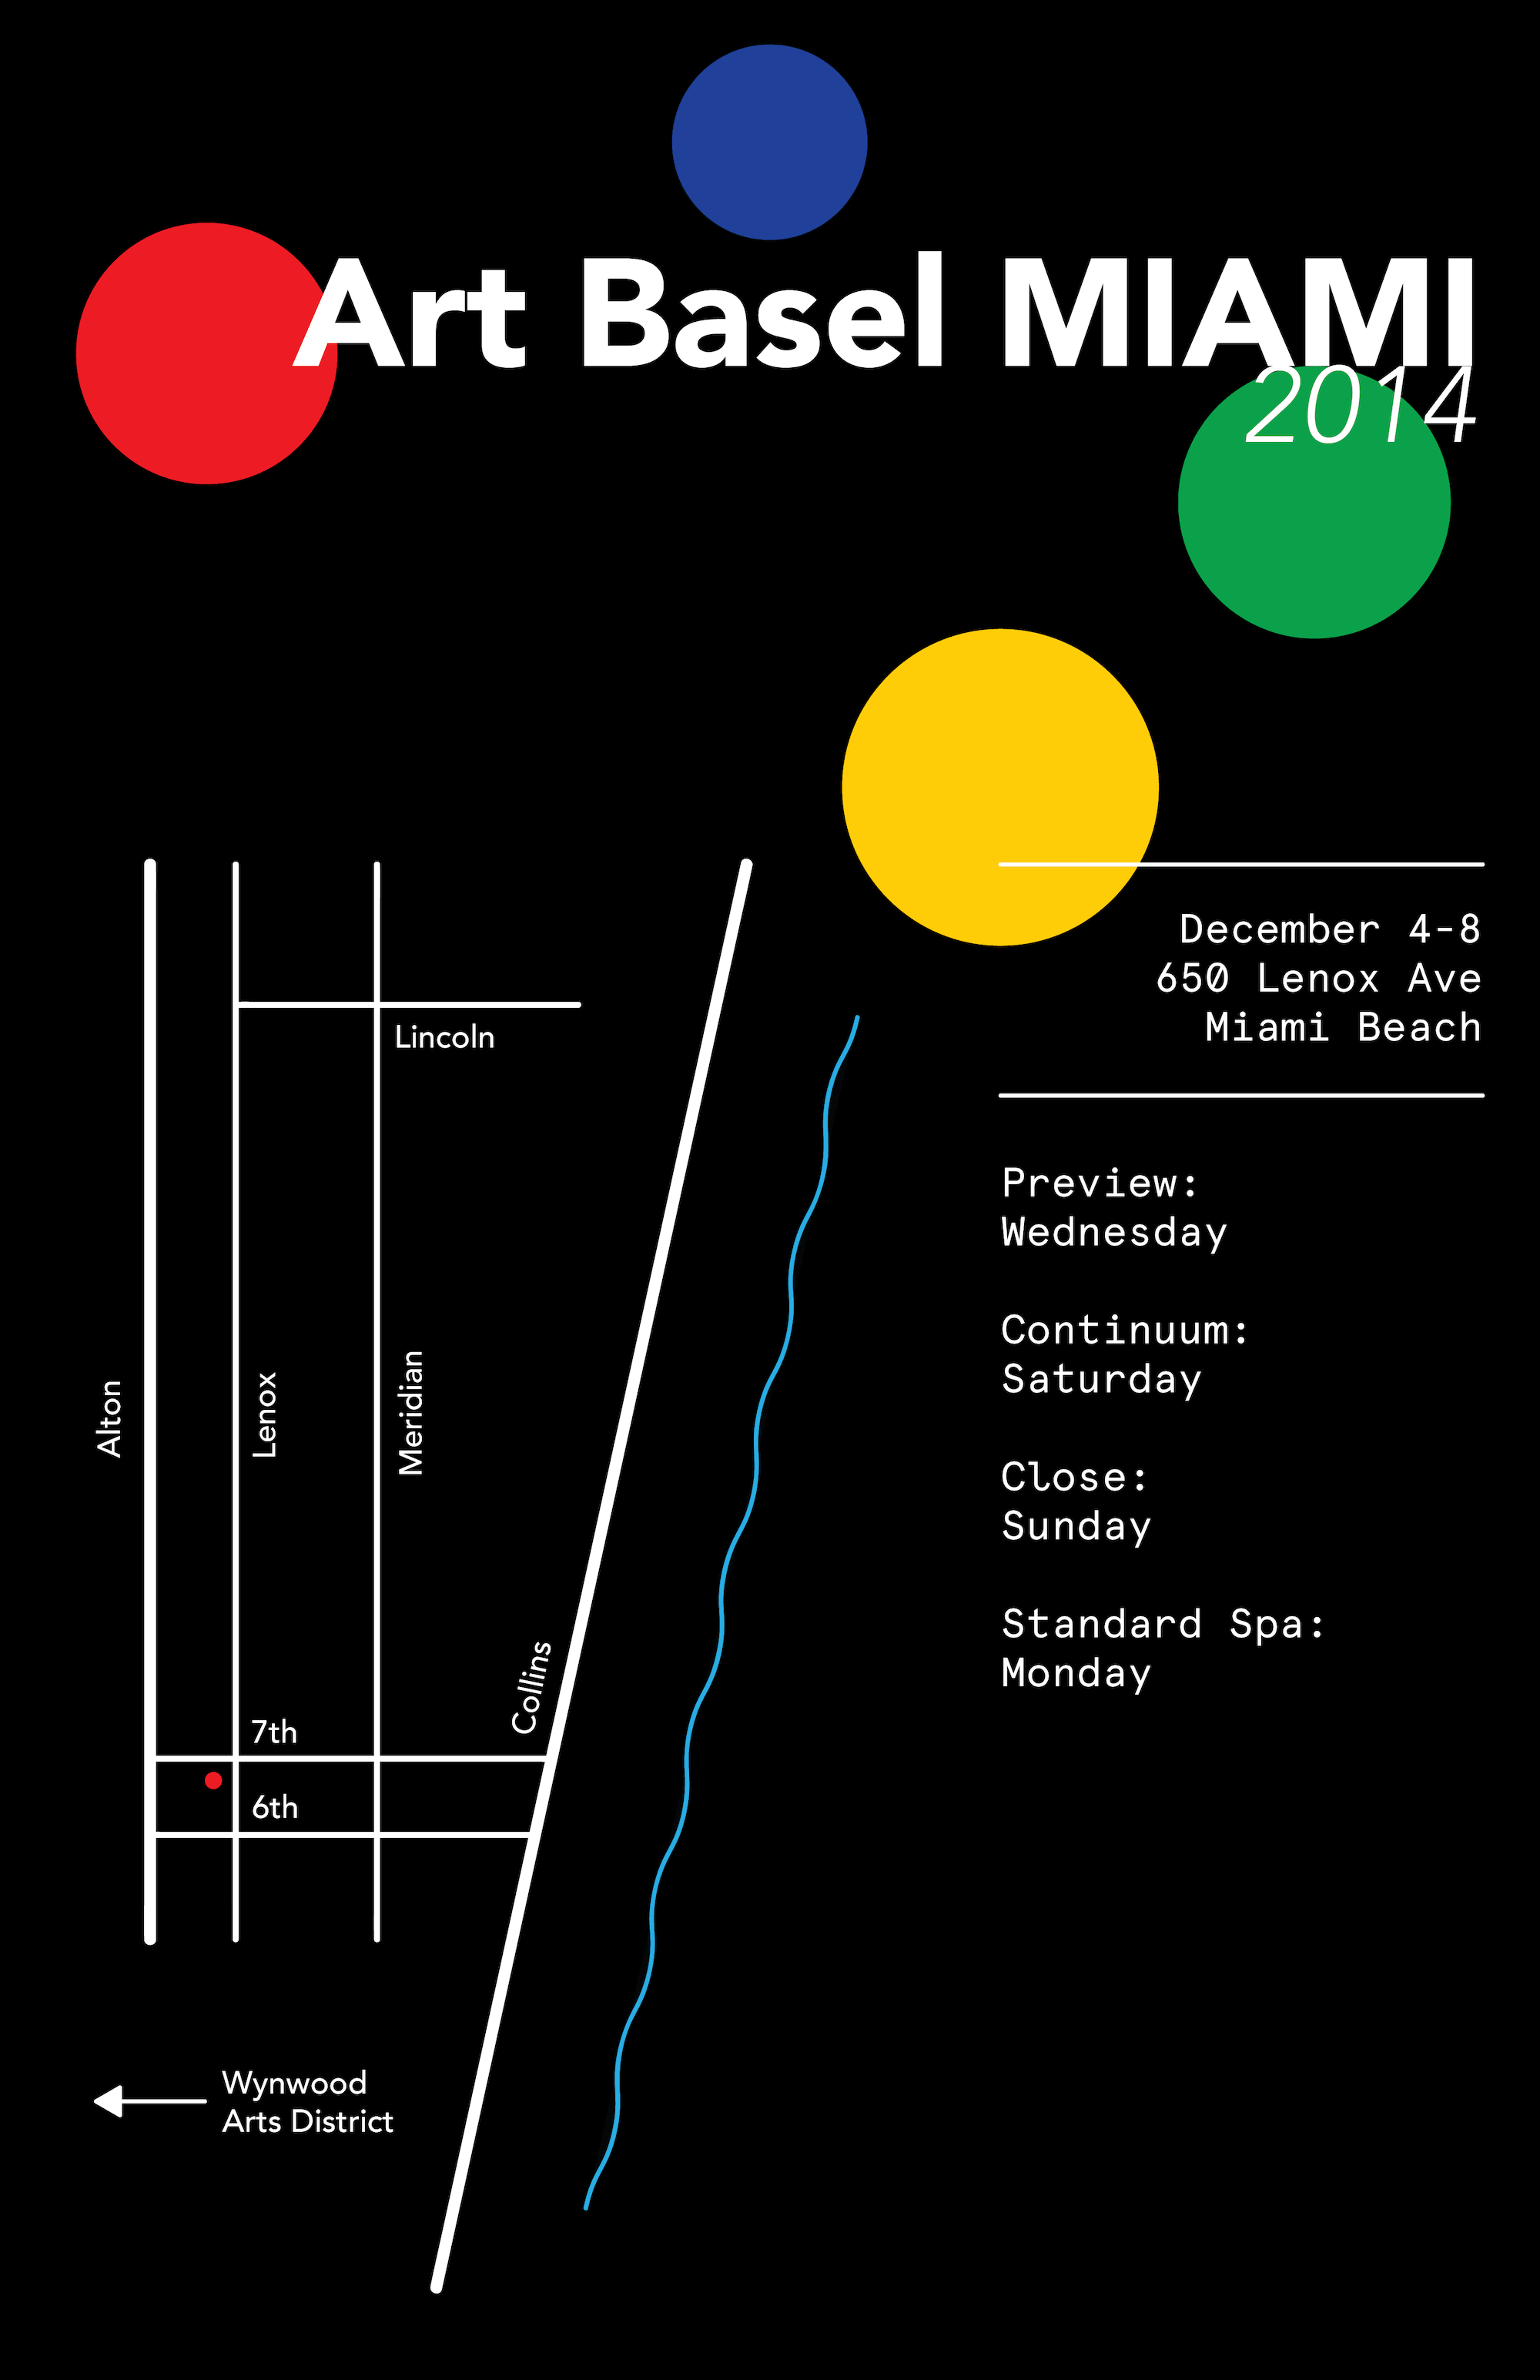 Art Basel MIAMI
2014
December 4-8
650 Lenox Ave
Miami Beach
Preview:
Wednesday
Continuum:
Saturday
Close:
Sunday
Standard Spa:
Monday
Lincoln
Alton
Lenox
Meridian
Collins
7th
6th
Wynwood
Arts District